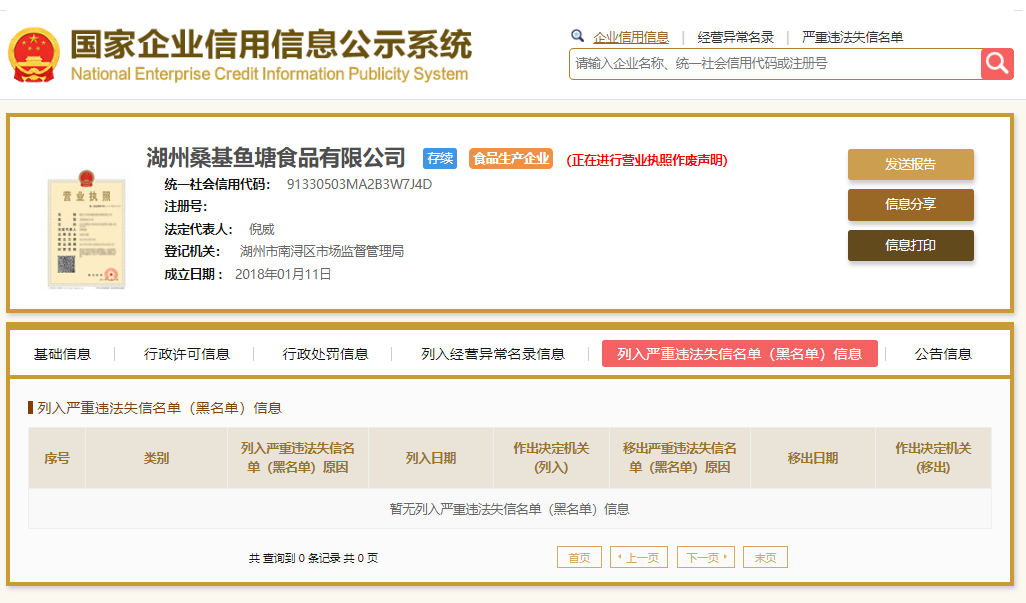 国家企业信用信息公示系统
National Enterprise Credit Information Publicity System
企业信用信息 | 经营异常名录 | 严重违法失信名单
请输入企业名称、统一社会信用代码或注册号
湖州桑基鱼塘食品有限公司 存续 食品生产企业 (正在进行营业执照作废声明)
统一社会信用代码: 91330503MA2B3W7J4D
注册号:
法定代表人: 倪威
登记机关: 湖州市南浔区市场监督管理局
成立日期: 2018年01月11日
营业执照
发送报告
信息分享
信息打印
基础信息 | 行政许可信息 | 行政处罚信息 | 列入经营异常名录信息 | 列入严重违法失信名单（黑名单）信息 | 公告信息
列入严重违法失信名单（黑名单）信息
序号 类别 列入严重违法失信名单（黑名单）原因 列入日期 作出决定机关(列入) 移出严重违法失信名单（黑名单）原因 移出日期 作出决定机关(移出)
暂无列入严重违法失信名单（黑名单）信息
共 查询到 0 条记录 共 0 页 首页 上一页 下一页 末页